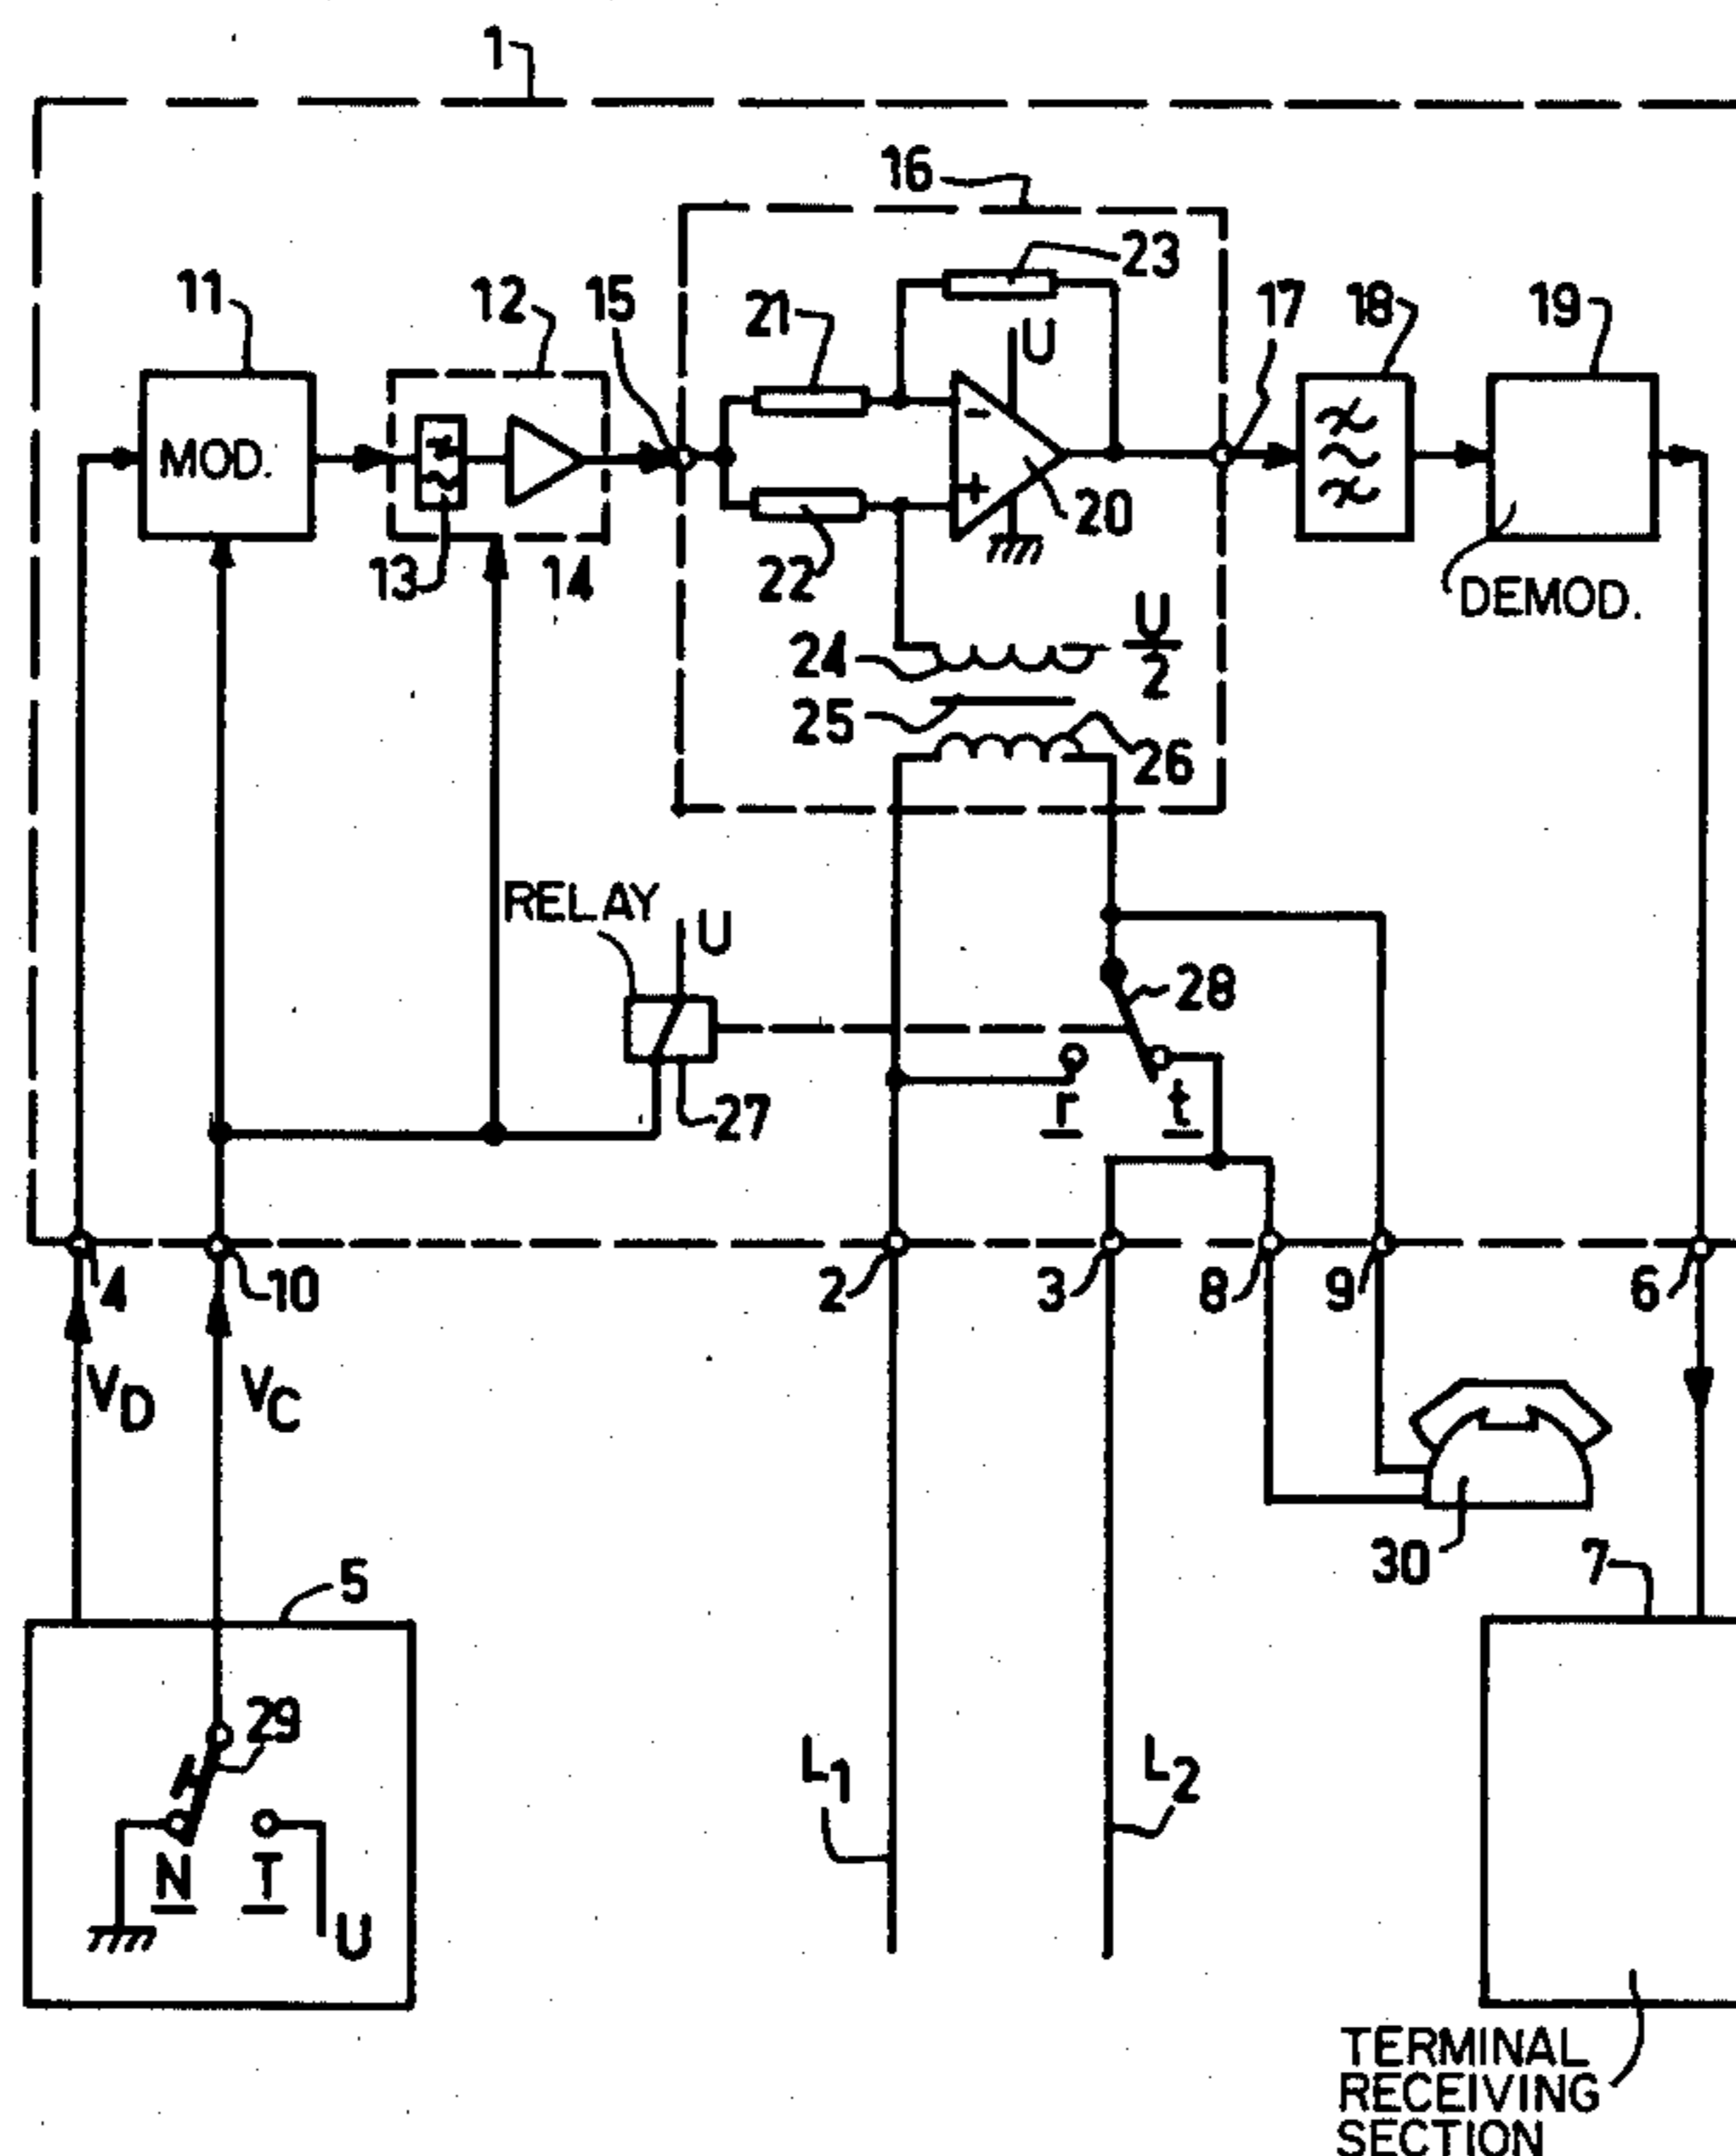 1
16
23
11
12
15
21
17
18
19
U
MOD.
-
+
20
13
14
22
DEMOD.
24
U
2
25
26
RELAY
U
28
27
r
t
4
10
2
3
8
9
6
VD
VC
30
5
7
29
L1
L2
N
T
U
TERMINAL
RECEIVING
SECTION